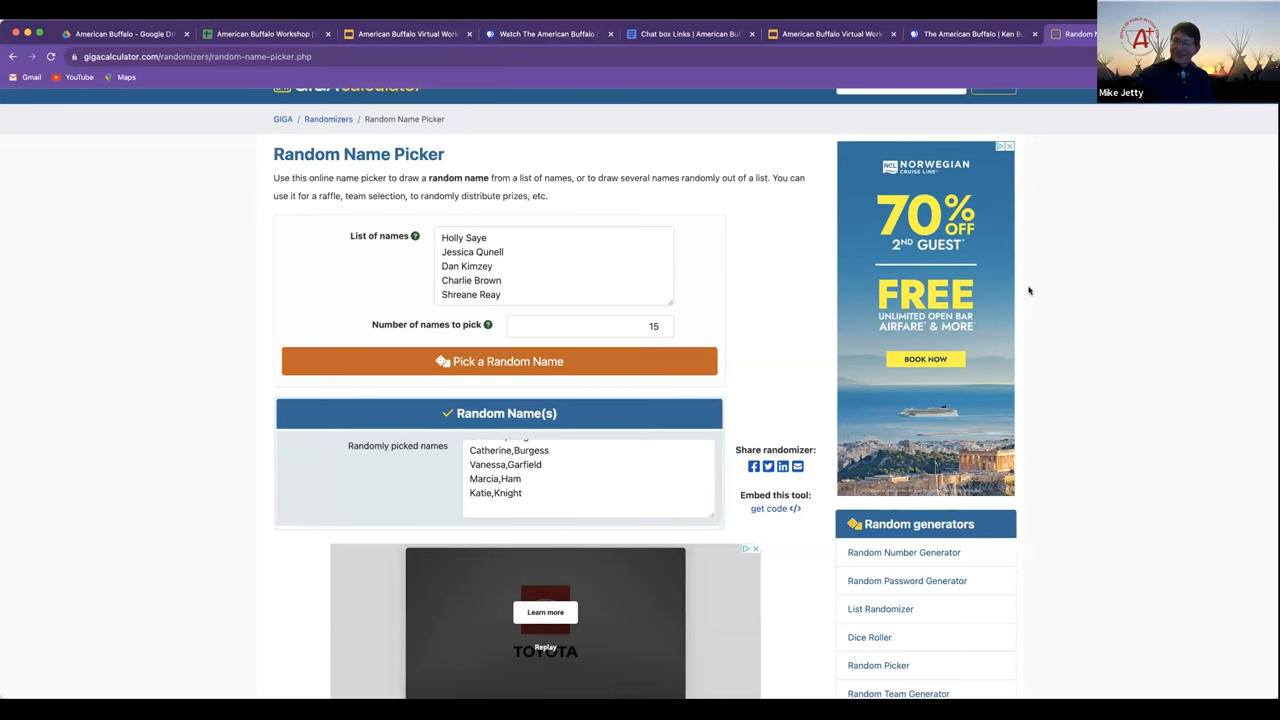 American Buffalo - Google Dri
American Buffalo Workshop |
American Buffalo Virtual Work
Watch The American Buffalo |
Chat box Links | American Bu
American Buffalo Virtual Work
The American Buffalo | Ken Bu
Random N
gigacalculator.com/randomizers/random-name-picker.php
Gmail
YouTube
Maps
Mike Jetty
GIGA / Randomizers / Random Name Picker
Random Name Picker
Use this online name picker to draw a random name from a list of names, or to draw several names randomly out of a list. You can
use it for a raffle, team selection, to randomly distribute prizes, etc.
List of names
Holly Saye
Jessica Qunell
Dan Kimzey
Charlie Brown
Shreane Reay
Number of names to pick
15
Pick a Random Name
Random Name(s)
Randomly picked names
Catherine,Burgess
Vanessa,Garfield
Marcia,Ham
Katie,Knight
Share randomizer:
Embed this tool:
get code </>
NCL NORWEGIAN
CRUISE LINE
70%
OFF
2ND GUEST*
FREE
UNLIMITED OPEN BAR
AIRFARE & MORE*
BOOK NOW
Random generators
Random Number Generator
Random Password Generator
List Randomizer
Dice Roller
Random Picker
Random Team Generator
Learn more
Replay
TOYOTA